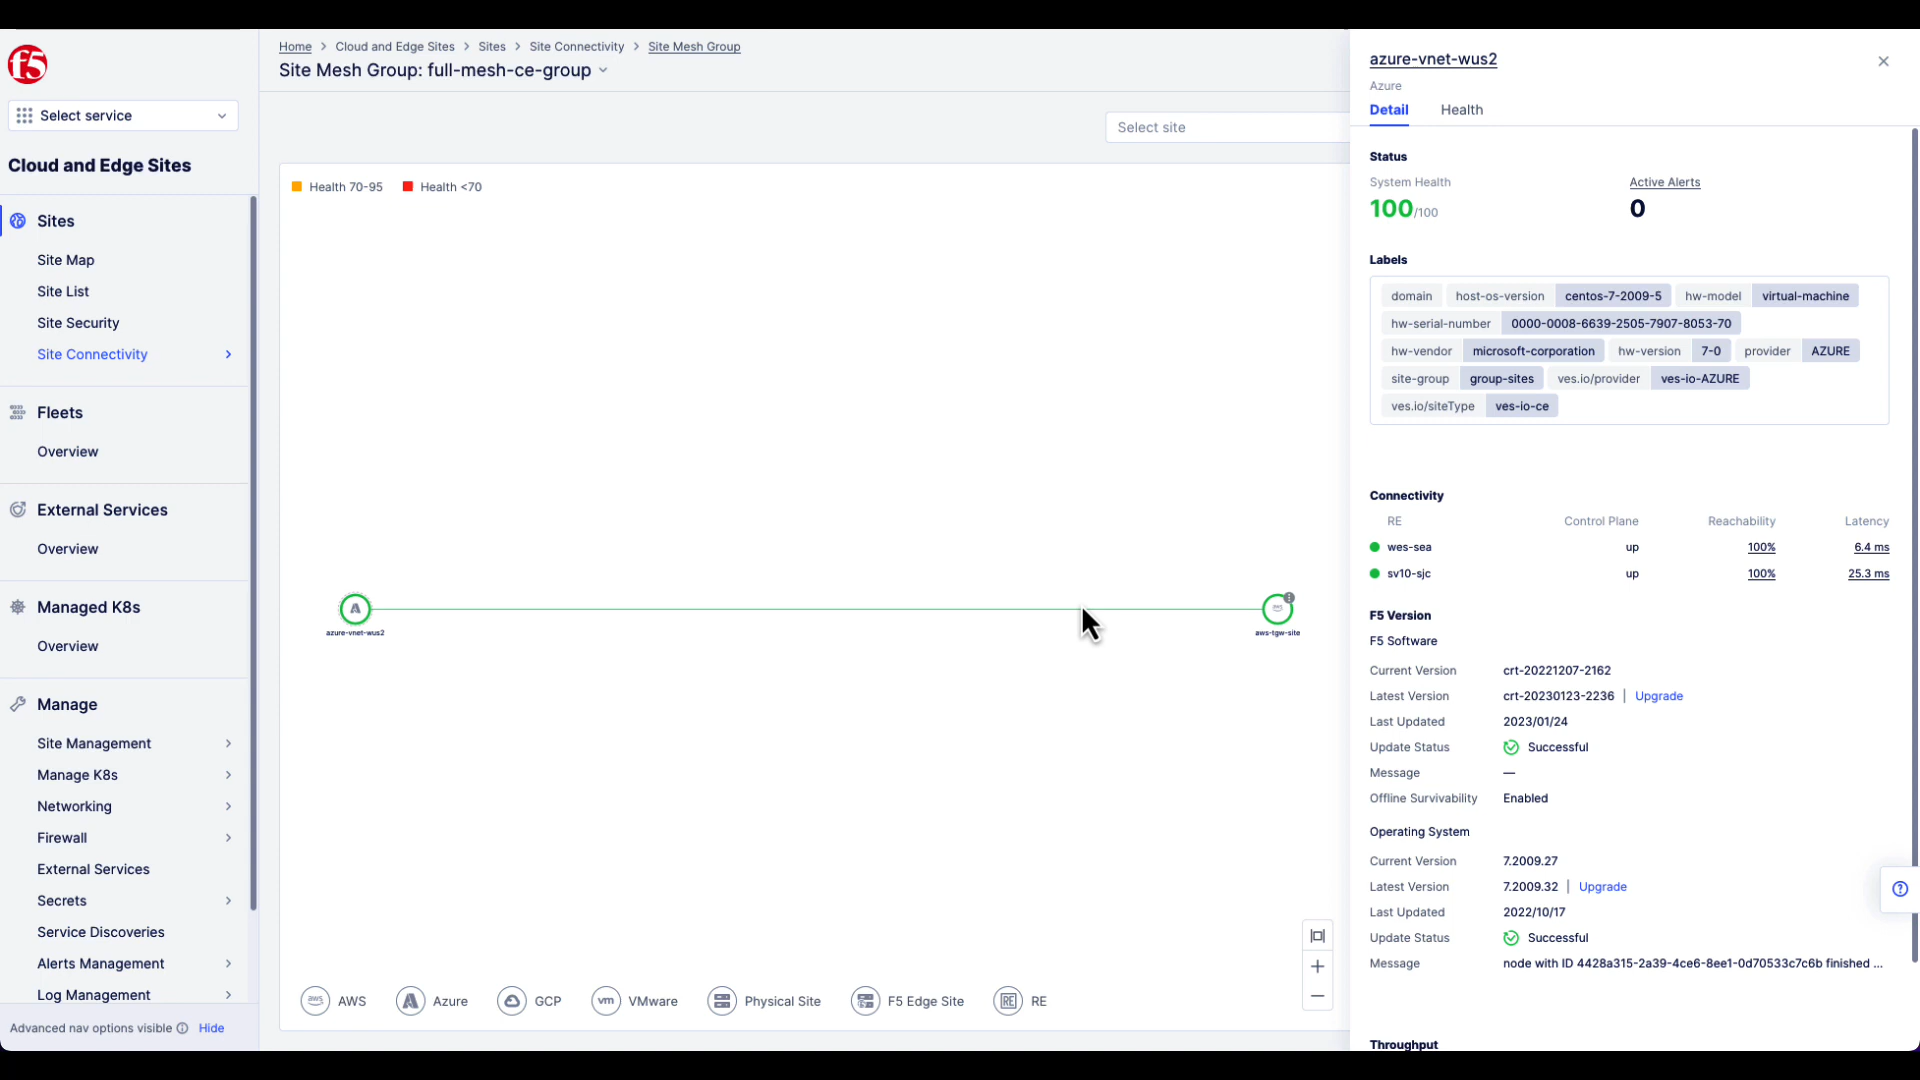 f5
Select service
Cloud and Edge Sites
Sites
Site Map
Site List
Site Security
Site Connectivity
Fleets
Overview
External Services
Overview
Managed K8s
Overview
Manage
Site Management
Manage K8s
Networking
Firewall
External Services
Secrets
Service Discoveries
Alerts Management
Log Management
Advanced nav options visible Hide
Home > Cloud and Edge Sites > Sites > Site Connectivity > Site Mesh Group
Site Mesh Group: full-mesh-ce-group
Select site
Health 70-95 Health <70
azure-vnet-wus2
aws
aws-tgw-site
aws AWS Azure GCP vm VMware Physical Site F5 Edge Site RE RE
azure-vnet-wus2
Azure
Detail Health
Status
System Health Active Alerts
100/100 0
Labels
domain host-os-version centos-7-2009-5 hw-model virtual-machine
hw-serial-number 0000-0008-6639-2505-7907-8053-70
hw-vendor microsoft-corporation hw-version 7-0 provider AZURE
site-group group-sites ves.io/provider ves-io-AZURE
ves.io/siteType ves-io-ce
Connectivity
RE Control Plane Reachability Latency
wes-sea up 100% 6.4 ms
sv10-sjc up 100% 25.3 ms
F5 Version
F5 Software
Current Version crt-20221207-2162
Latest Version crt-20230123-2236 | Upgrade
Last Updated 2023/01/24
Update Status Successful
Message —
Offline Survivability Enabled
Operating System
Current Version 7.2009.27
Latest Version 7.2009.32 | Upgrade
Last Updated 2022/10/17
Update Status Successful
Message node with ID 4428a315-2a39-4ce6-8ee1-0d70533c7c6b finished ...
Throughput